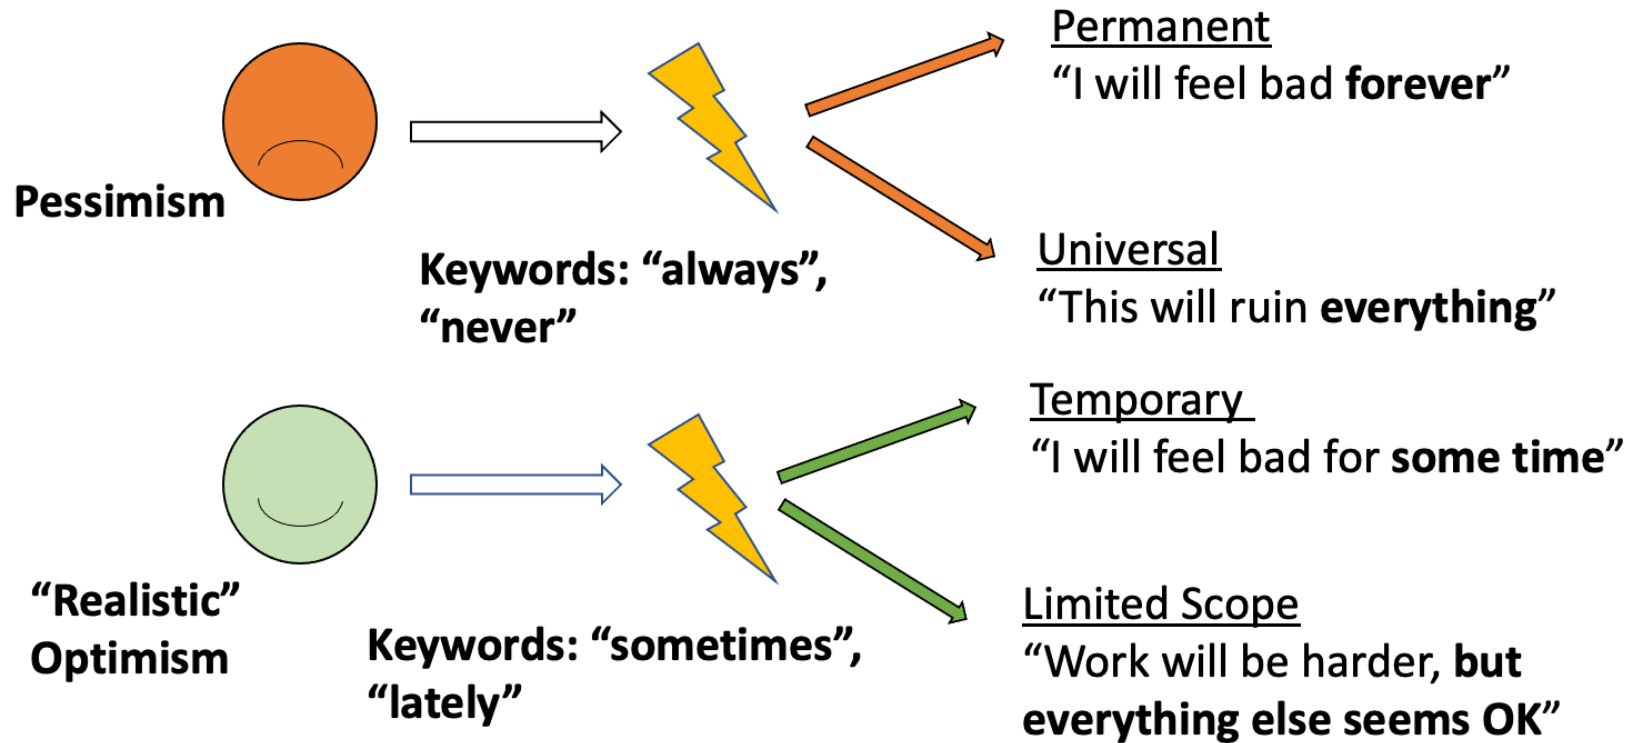 Permanent
“I will feel bad forever”
Pessimism
Keywords: “always”,
“never”
Universal
“This will ruin everything”
Temporary
“I will feel bad for some time”
“Realistic”
Optimism
Keywords: “sometimes”,
“lately”
Limited Scope
“Work will be harder, but
everything else seems OK”